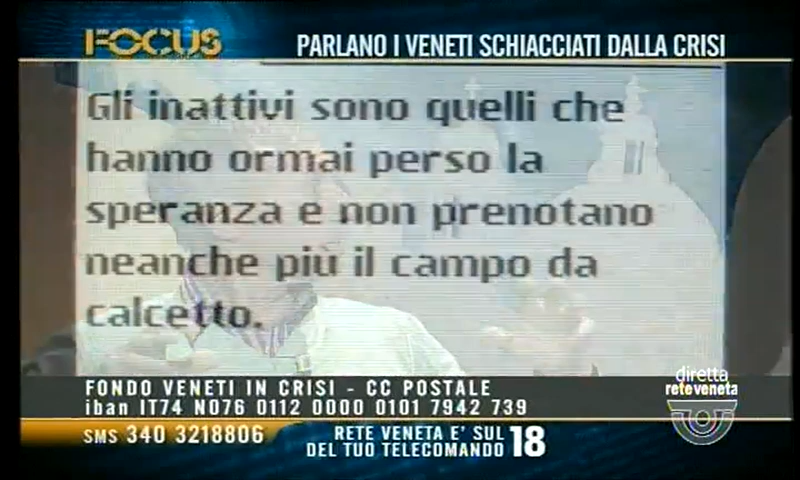 FOCUS
PARLANO I VENETI SCHIACCIATI DALLA CRISI
Gli inattivi sono quelli che
hanno ormai perso la
speranza e non prenotano
neanche più il campo da
calcetto.
diretta
reteveneta
FONDO VENETI IN CRISI - CC POSTALE
iban IT74 N076 0112 0000 0101 7942 739
SMS 340 3218806
RETE VENETA E' SUL
DEL TUO TELECOMANDO 18